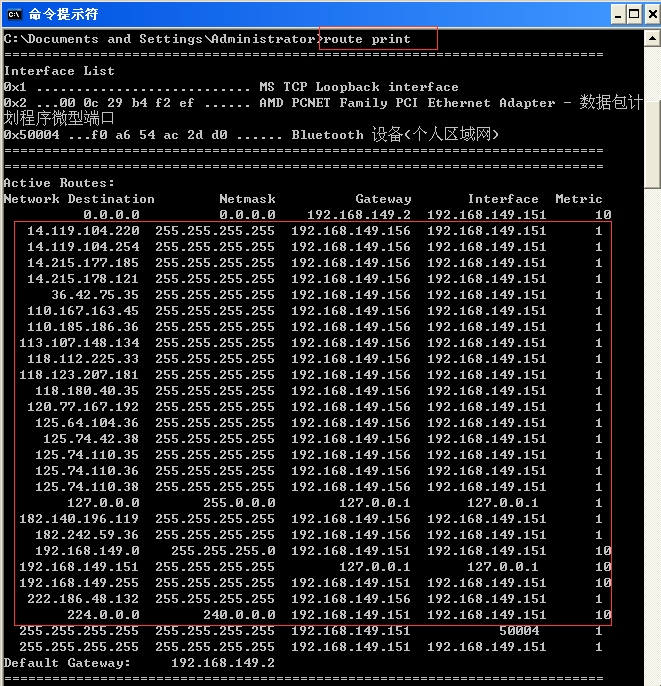 命令提示符
C:\Documents and Settings\Administrator>route print
===========================================================================
Interface List
0x1 ........................... MS TCP Loopback interface
0x2 ...00 0c 29 b4 f2 ef ...... AMD PCNET Family PCI Ethernet Adapter - 数据包计
划程序微型端口
0x50004 ...f0 a6 54 ac 2d d0 ...... Bluetooth 设备(个人区域网)
===========================================================================
===========================================================================
Active Routes:
Network Destination        Netmask          Gateway       Interface  Metric
0.0.0.0          0.0.0.0    192.168.149.2  192.168.149.151  10
14.119.104.220  255.255.255.255  192.168.149.156  192.168.149.151  1
14.119.104.254  255.255.255.255  192.168.149.156  192.168.149.151  1
14.215.177.185  255.255.255.255  192.168.149.156  192.168.149.151  1
14.215.178.121  255.255.255.255  192.168.149.156  192.168.149.151  1
36.42.75.35  255.255.255.255  192.168.149.156  192.168.149.151  1
110.167.163.45  255.255.255.255  192.168.149.156  192.168.149.151  1
110.185.186.36  255.255.255.255  192.168.149.156  192.168.149.151  1
113.107.148.134  255.255.255.255  192.168.149.156  192.168.149.151  1
118.112.225.33  255.255.255.255  192.168.149.156  192.168.149.151  1
118.123.207.181  255.255.255.255  192.168.149.156  192.168.149.151  1
118.180.40.35  255.255.255.255  192.168.149.156  192.168.149.151  1
120.77.167.192  255.255.255.255  192.168.149.156  192.168.149.151  1
125.64.104.36  255.255.255.255  192.168.149.156  192.168.149.151  1
125.74.42.38  255.255.255.255  192.168.149.156  192.168.149.151  1
125.74.110.35  255.255.255.255  192.168.149.156  192.168.149.151  1
125.74.110.36  255.255.255.255  192.168.149.156  192.168.149.151  1
125.74.110.38  255.255.255.255  192.168.149.156  192.168.149.151  1
127.0.0.0        255.0.0.0        127.0.0.1        127.0.0.1  1
182.140.196.119  255.255.255.255  192.168.149.156  192.168.149.151  1
182.242.59.36  255.255.255.255  192.168.149.156  192.168.149.151  1
192.168.149.0    255.255.255.0  192.168.149.151  192.168.149.151  10
192.168.149.151  255.255.255.255        127.0.0.1        127.0.0.1  10
192.168.149.255  255.255.255.255  192.168.149.151  192.168.149.151  10
222.186.48.132  255.255.255.255  192.168.149.156  192.168.149.151  1
224.0.0.0        240.0.0.0  192.168.149.151  192.168.149.151  10
255.255.255.255  255.255.255.255  192.168.149.151            50004  1
255.255.255.255  255.255.255.255  192.168.149.151  192.168.149.151  1
Default Gateway:     192.168.149.2
===========================================================================